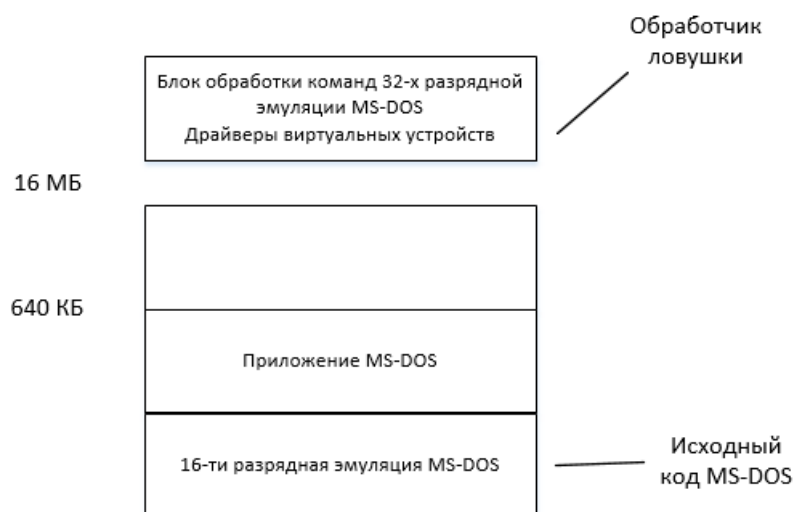 Обработчик
ловушки
Блок обработки команд 32-х разрядной
эмуляции MS-DOS
Драйверы виртуальных устройств
16 МБ
640 КБ
Приложение MS-DOS
16-ти разрядная эмуляция MS-DOS
Исходный
код MS-DOS